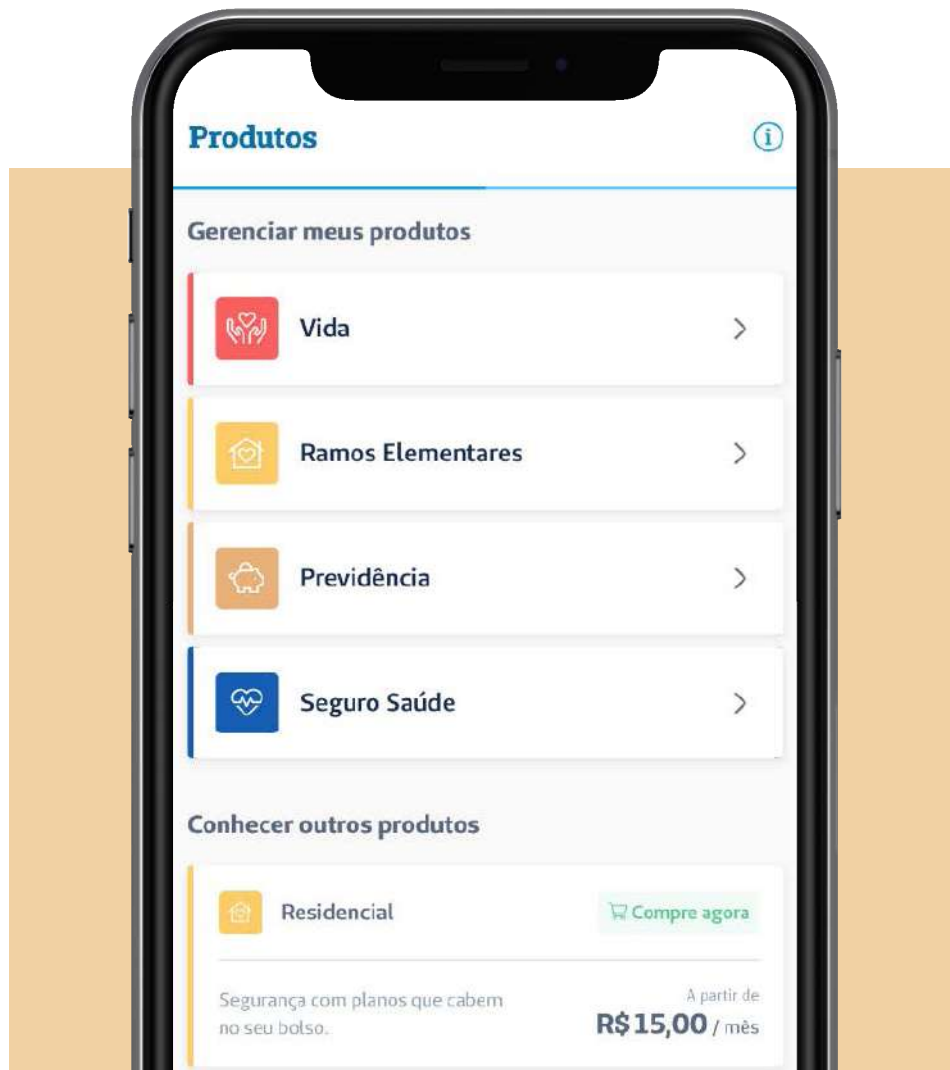 Produtos
Gerenciar meus produtos
Vida
Ramos Elementares
Previdência
Seguro Saúde
Conhecer outros produtos
Residencial
Compre agora
Segurança com planos que cabem
no seu bolso.
A partir de
R$15,00 / mês